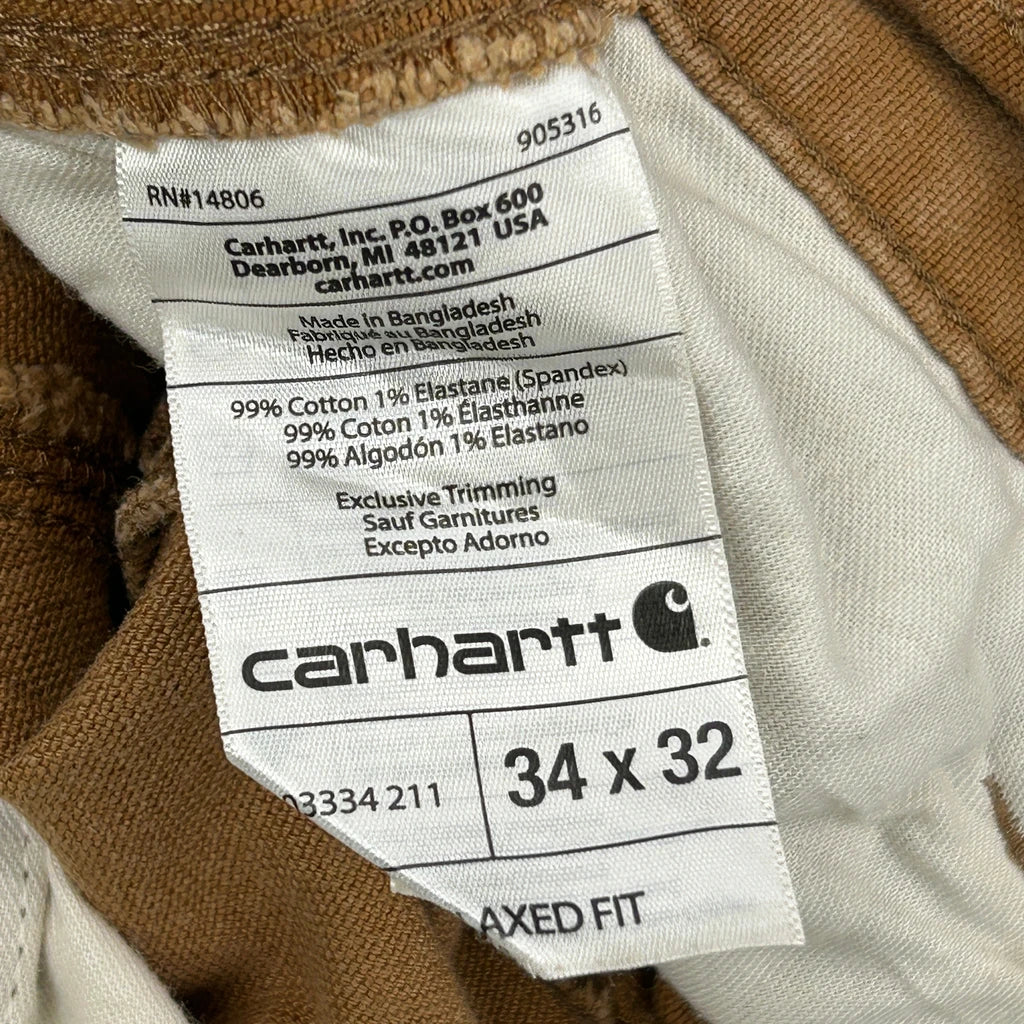 905316
RN#14806
Carhartt, Inc. P.O. Box 600
Dearborn, MI 48121 USA
carhartt.com
Made in Bangladesh
Fabriqué au Bangladesh
Hecho en Bangladesh
99% Cotton 1% Elastane (Spandex)
99% Coton 1% Élasthanne
99% Algodón 1% Elastano
Exclusive Trimming
Sauf Garnitures
Excepto Adorno
carhartt
3334 211
34 x 32
AXED FIT